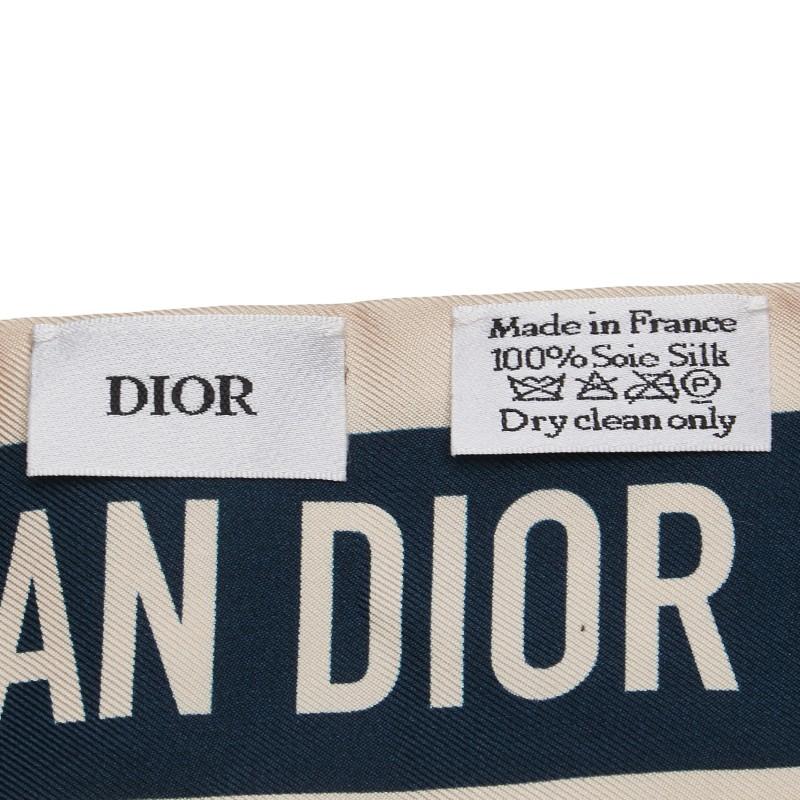 DIOR
Made in France
100% Soie Silk
P
Dry clean only
AN DIOR